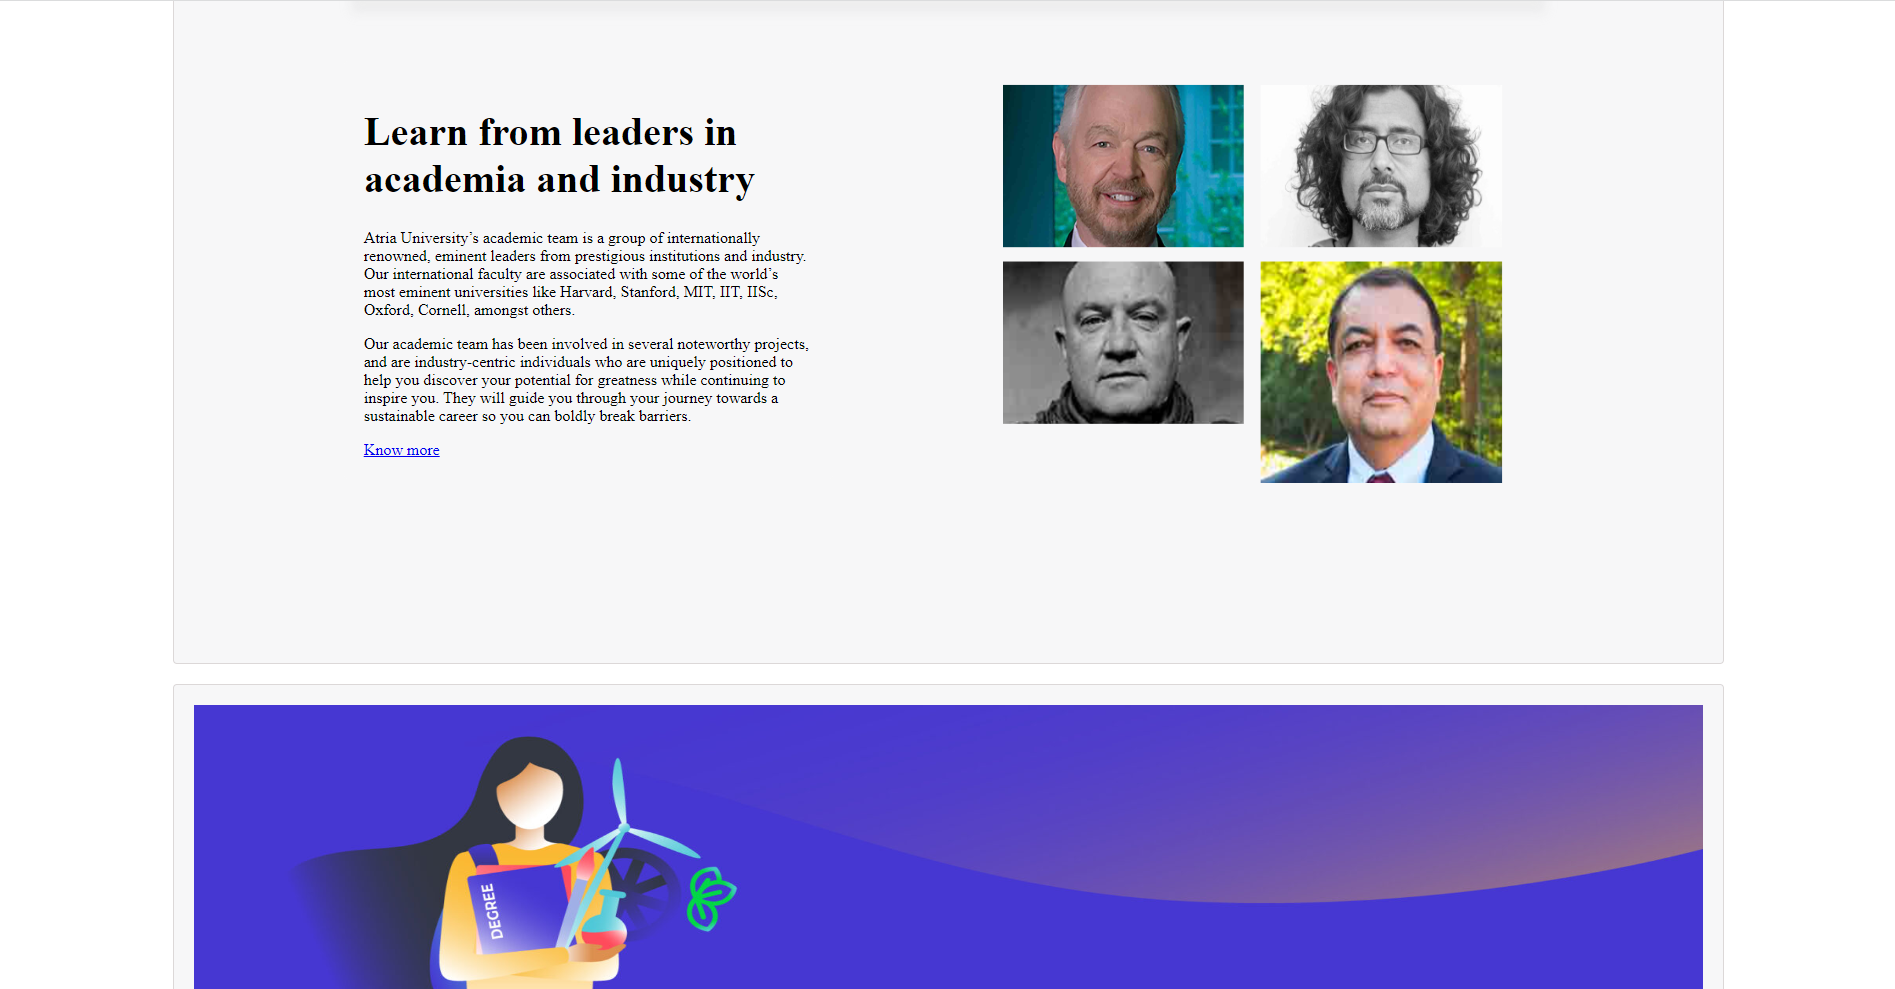 Learn from leaders in
academia and industry
Atria University’s academic team is a group of internationally
renowned, eminent leaders from prestigious institutions and industry.
Our international faculty are associated with some of the world’s
most eminent universities like Harvard, Stanford, MIT, IIT, IISc,
Oxford, Cornell, amongst others.
Our academic team has been involved in several noteworthy projects,
and are industry-centric individuals who are uniquely positioned to
help you discover your potential for greatness while continuing to
inspire you. They will guide you through your journey towards a
sustainable career so you can boldly break barriers.
Know more
DEGREE